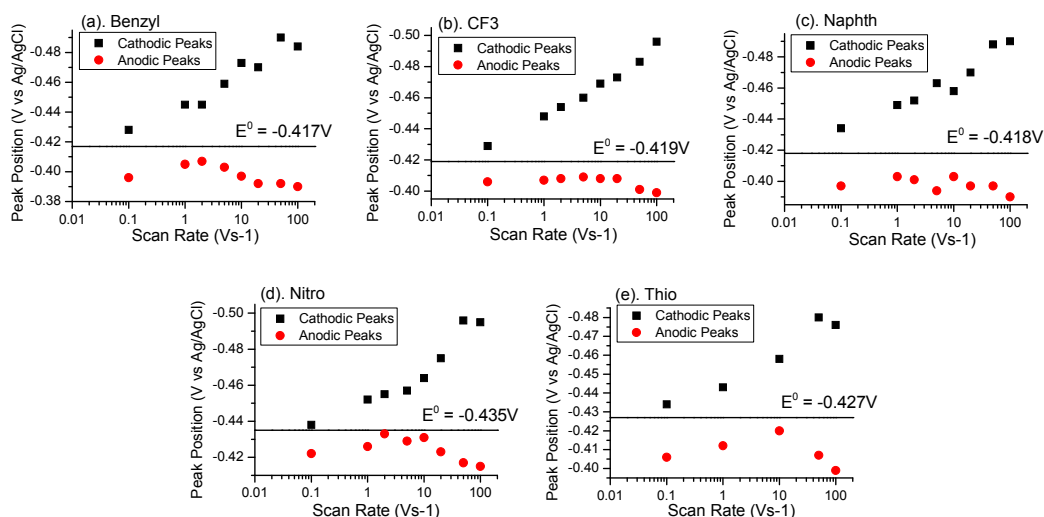 (a). Benzyl
Cathodic Peaks
Anodic Peaks
E⁰ = -0.417V
Peak Position (V vs Ag/AgCl)
-0.48
-0.46
-0.44
-0.42
-0.40
-0.38
0.01 0.1 1 10 100
Scan Rate (Vs-1)
(b). CF3
Cathodic Peaks
Anodic Peaks
E⁰ = -0.419V
Peak Position (V vs Ag/AgCl)
-0.50
-0.48
-0.46
-0.44
-0.42
-0.40
0.01 0.1 1 10 100
Scan Rate (Vs-1)
(c). Naphth
Cathodic Peaks
Anodic Peaks
E⁰ = -0.418V
Peak Position (V vs Ag/AgCl)
-0.48
-0.46
-0.44
-0.42
-0.40
0.01 0.1 1 10 100
Scan Rate (Vs-1)
(d). Nitro
Cathodic Peaks
Anodic Peaks
E⁰ = -0.435V
Peak Position (V vs Ag/AgCl)
-0.50
-0.48
-0.46
-0.44
-0.42
0.01 0.1 1 10 100
Scan Rate (Vs-1)
(e). Thio
Cathodic Peaks
Anodic Peaks
E⁰ = -0.427V
Peak Position (V vs Ag/AgCl)
-0.48
-0.47
-0.46
-0.45
-0.44
-0.43
-0.42
-0.41
-0.40
0.01 0.1 1 10 100
Scan Rate (Vs-1)